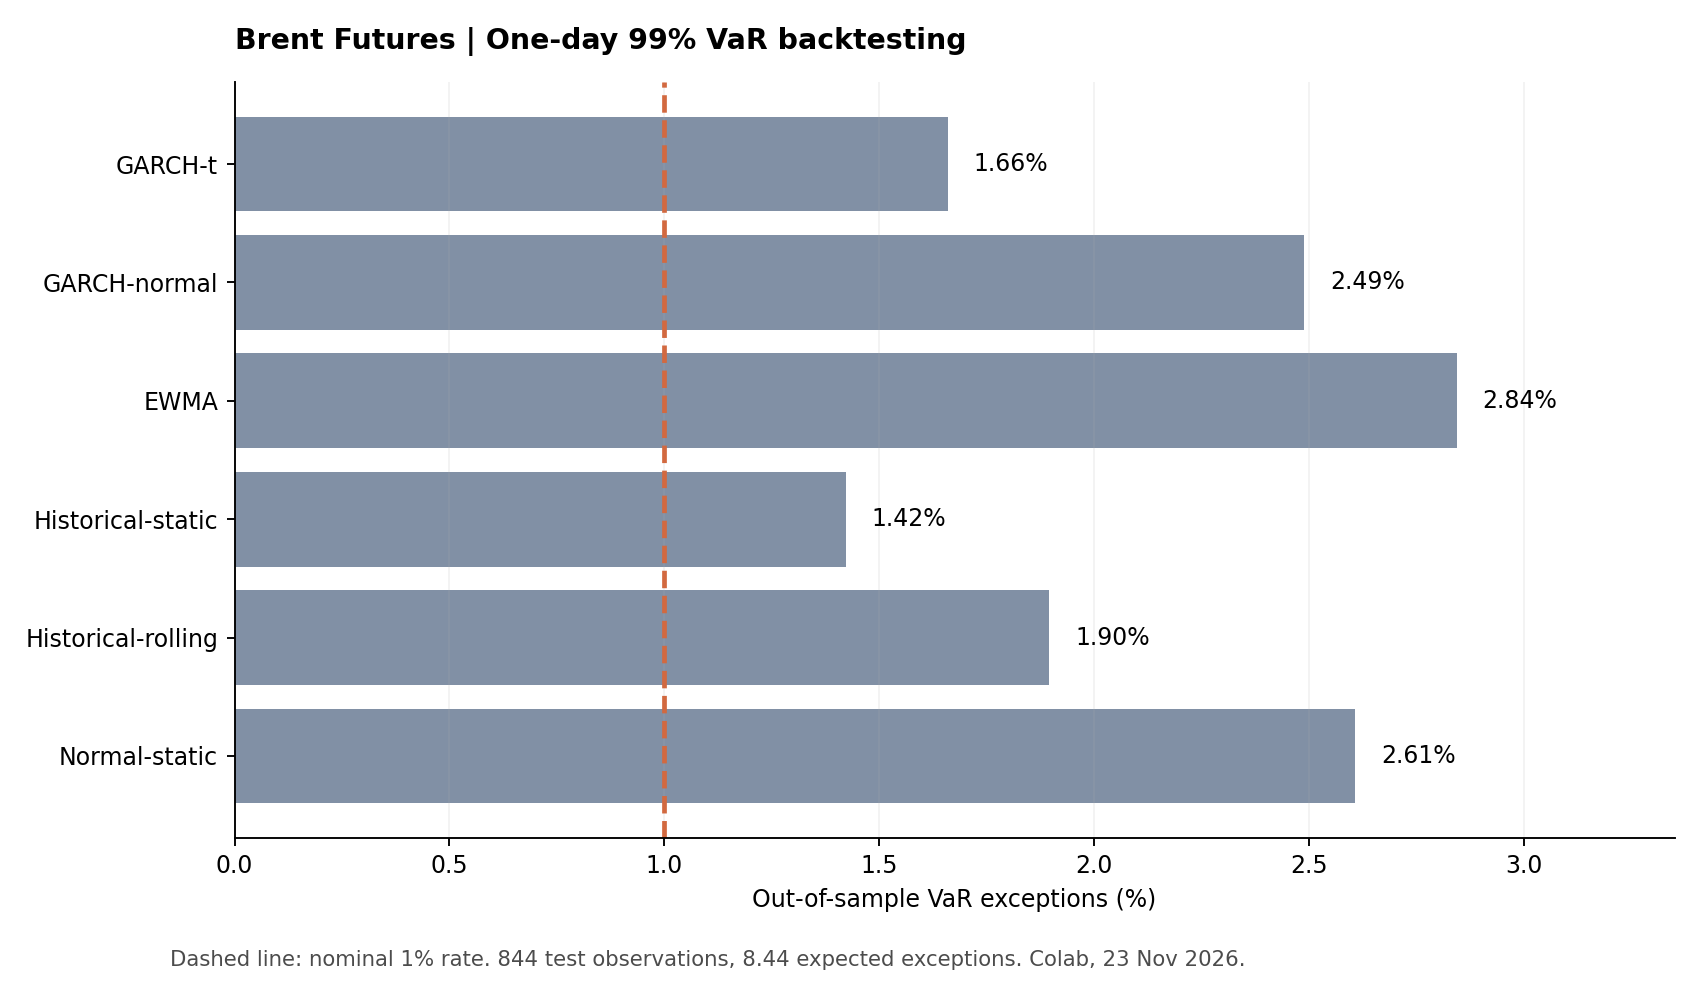 Brent Futures | One-day 99% VaR backtesting
GARCH-t
1.66%
GARCH-normal
2.49%
EWMA
2.84%
Historical-static
1.42%
Historical-rolling
1.90%
Normal-static
2.61%
0.0 0.5 1.0 1.5 2.0 2.5 3.0
Out-of-sample VaR exceptions (%)
Dashed line: nominal 1% rate. 844 test observations, 8.44 expected exceptions. Colab, 23 Nov 2026.